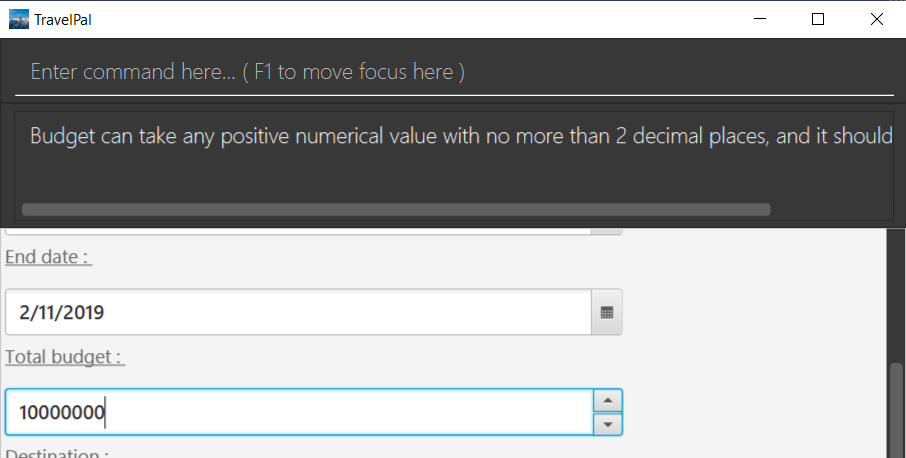 TravelPal
Enter command here... ( F1 to move focus here )
Budget can take any positive numerical value with no more than 2 decimal places, and it should
End date :
2/11/2019
Total budget :
10000000
Destination :